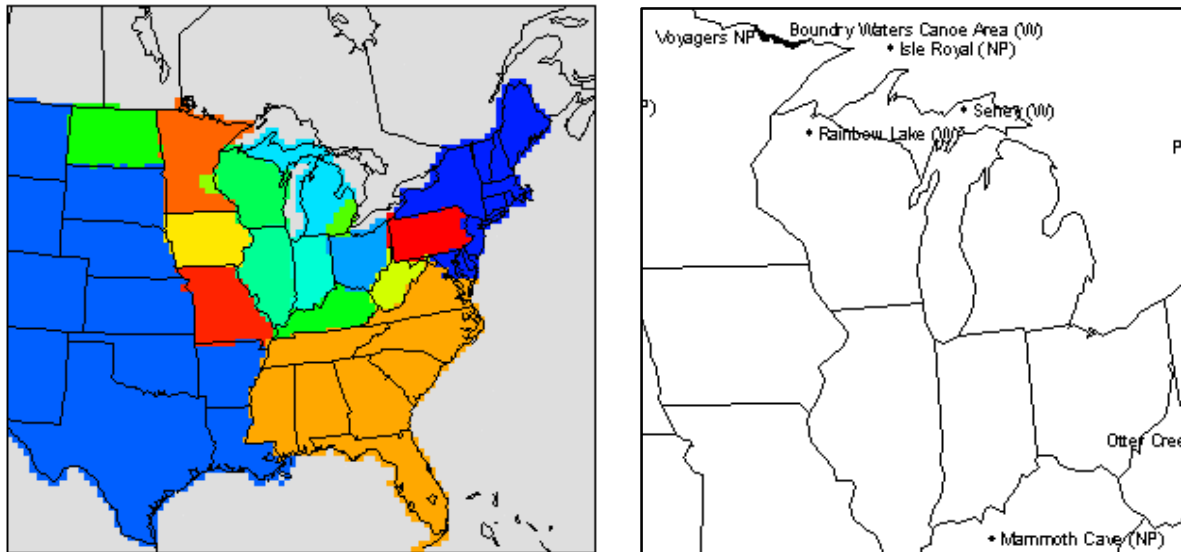 Boundry Waters Canoe Area (W)
Voyagers NP
Isle Royal (NP)
Seney (W)
Rainbow Lake (W)
P)
P
Otter Cree
Mammoth Cave (NP)